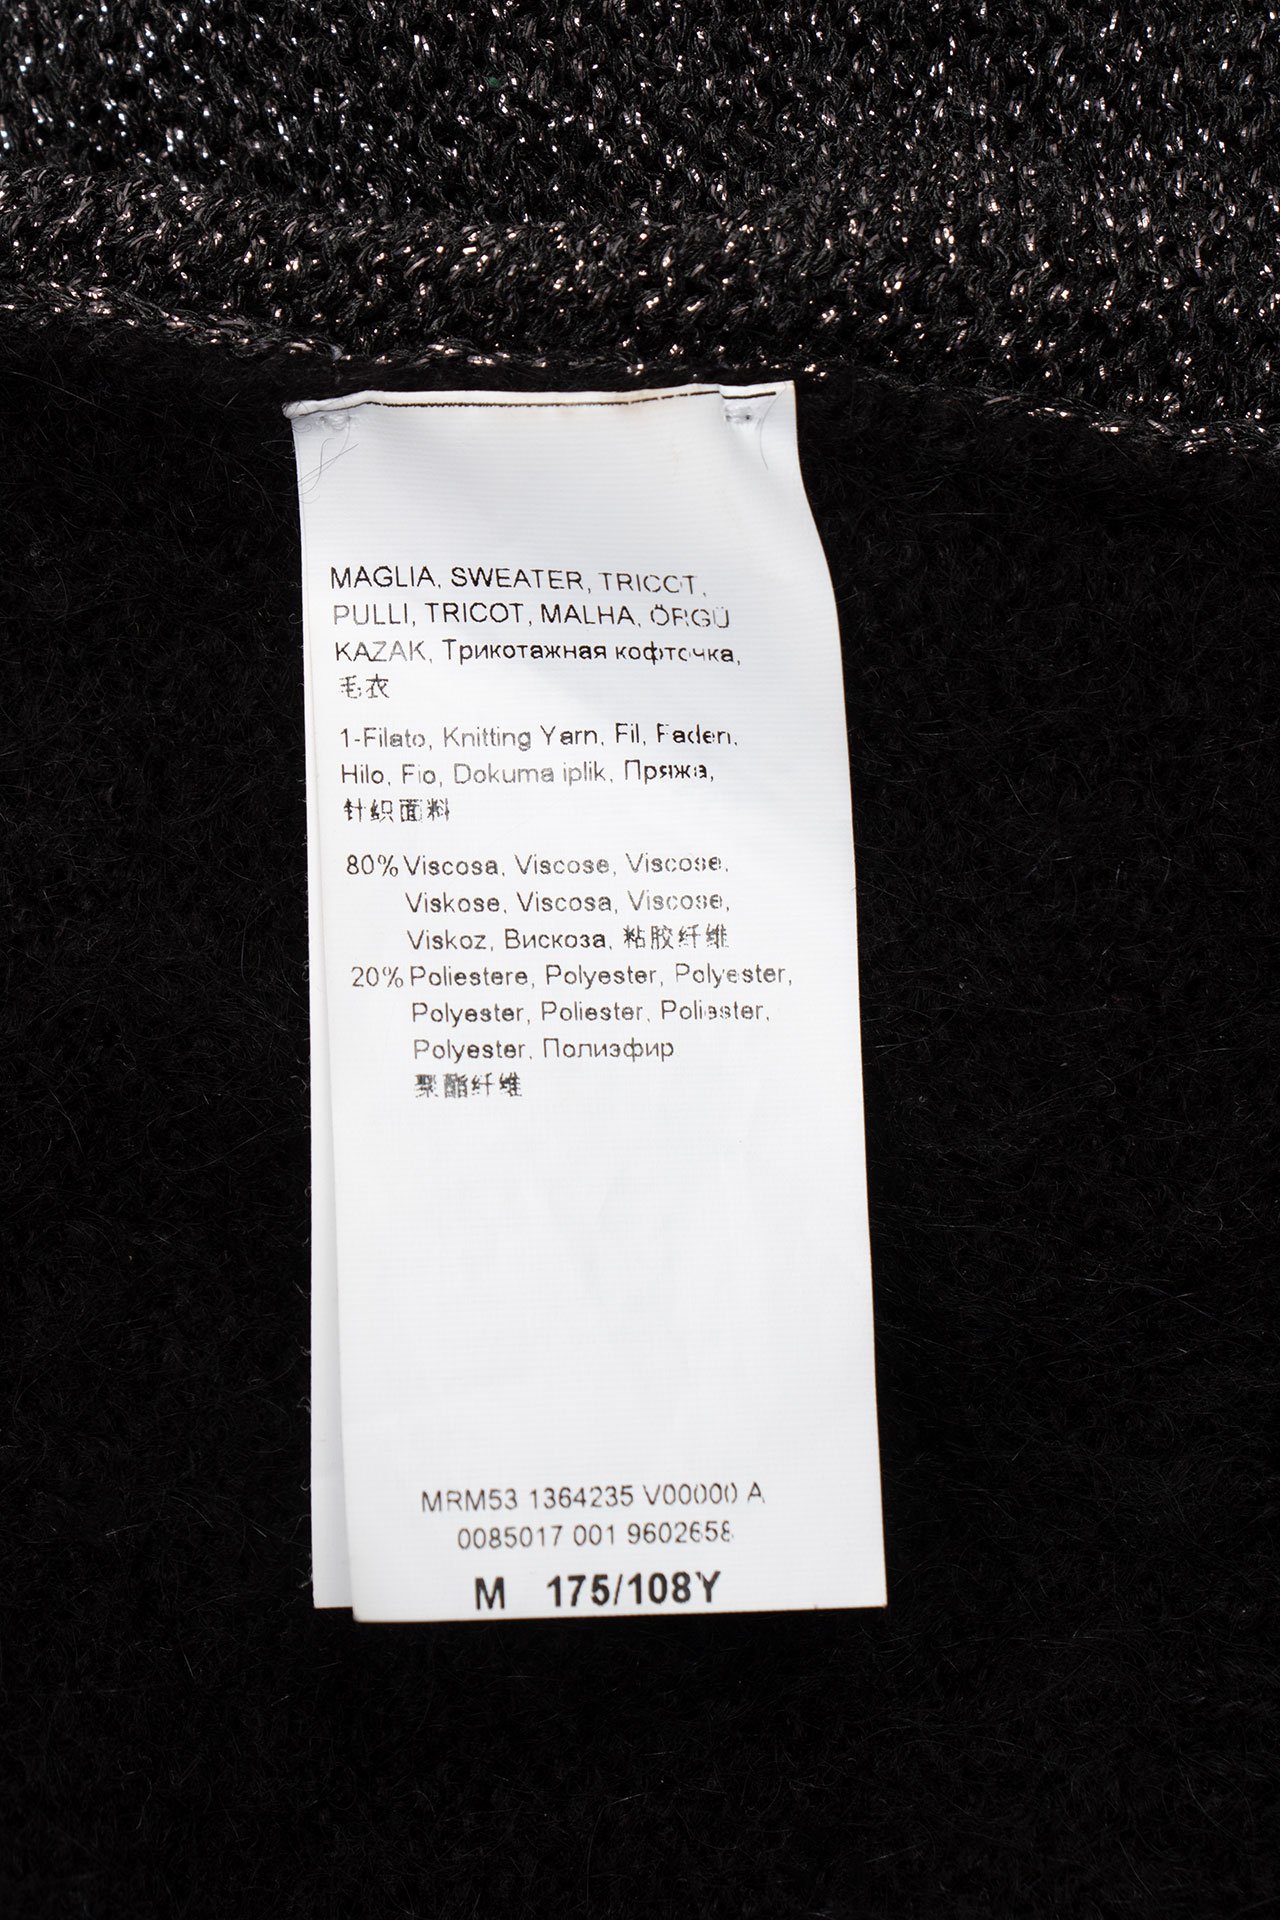 MAGLIA, SWEATER, TRICOT,
PULLI, TRICOT, MALHA, ÖRGÜ
KAZAK, Трикотажная кофточка,
毛衣
1-Filato, Knitting Yarn, Fil, Faden,
Hilo, Fio, Dokuma iplik, Пряжа,
针织面料
80% Viscosa, Viscose, Viscose,
Viskose, Viscosa, Viscose,
Viskoz, Вискоза, 粘胶纤维
20% Poliestere, Polyester, Polyester,
Polyester, Poliester, Poliester,
Polyester, Полиэфир
聚酯纤维
MRM53 1364235 V00000 A
0085017 001 9602658
M 175/108Y